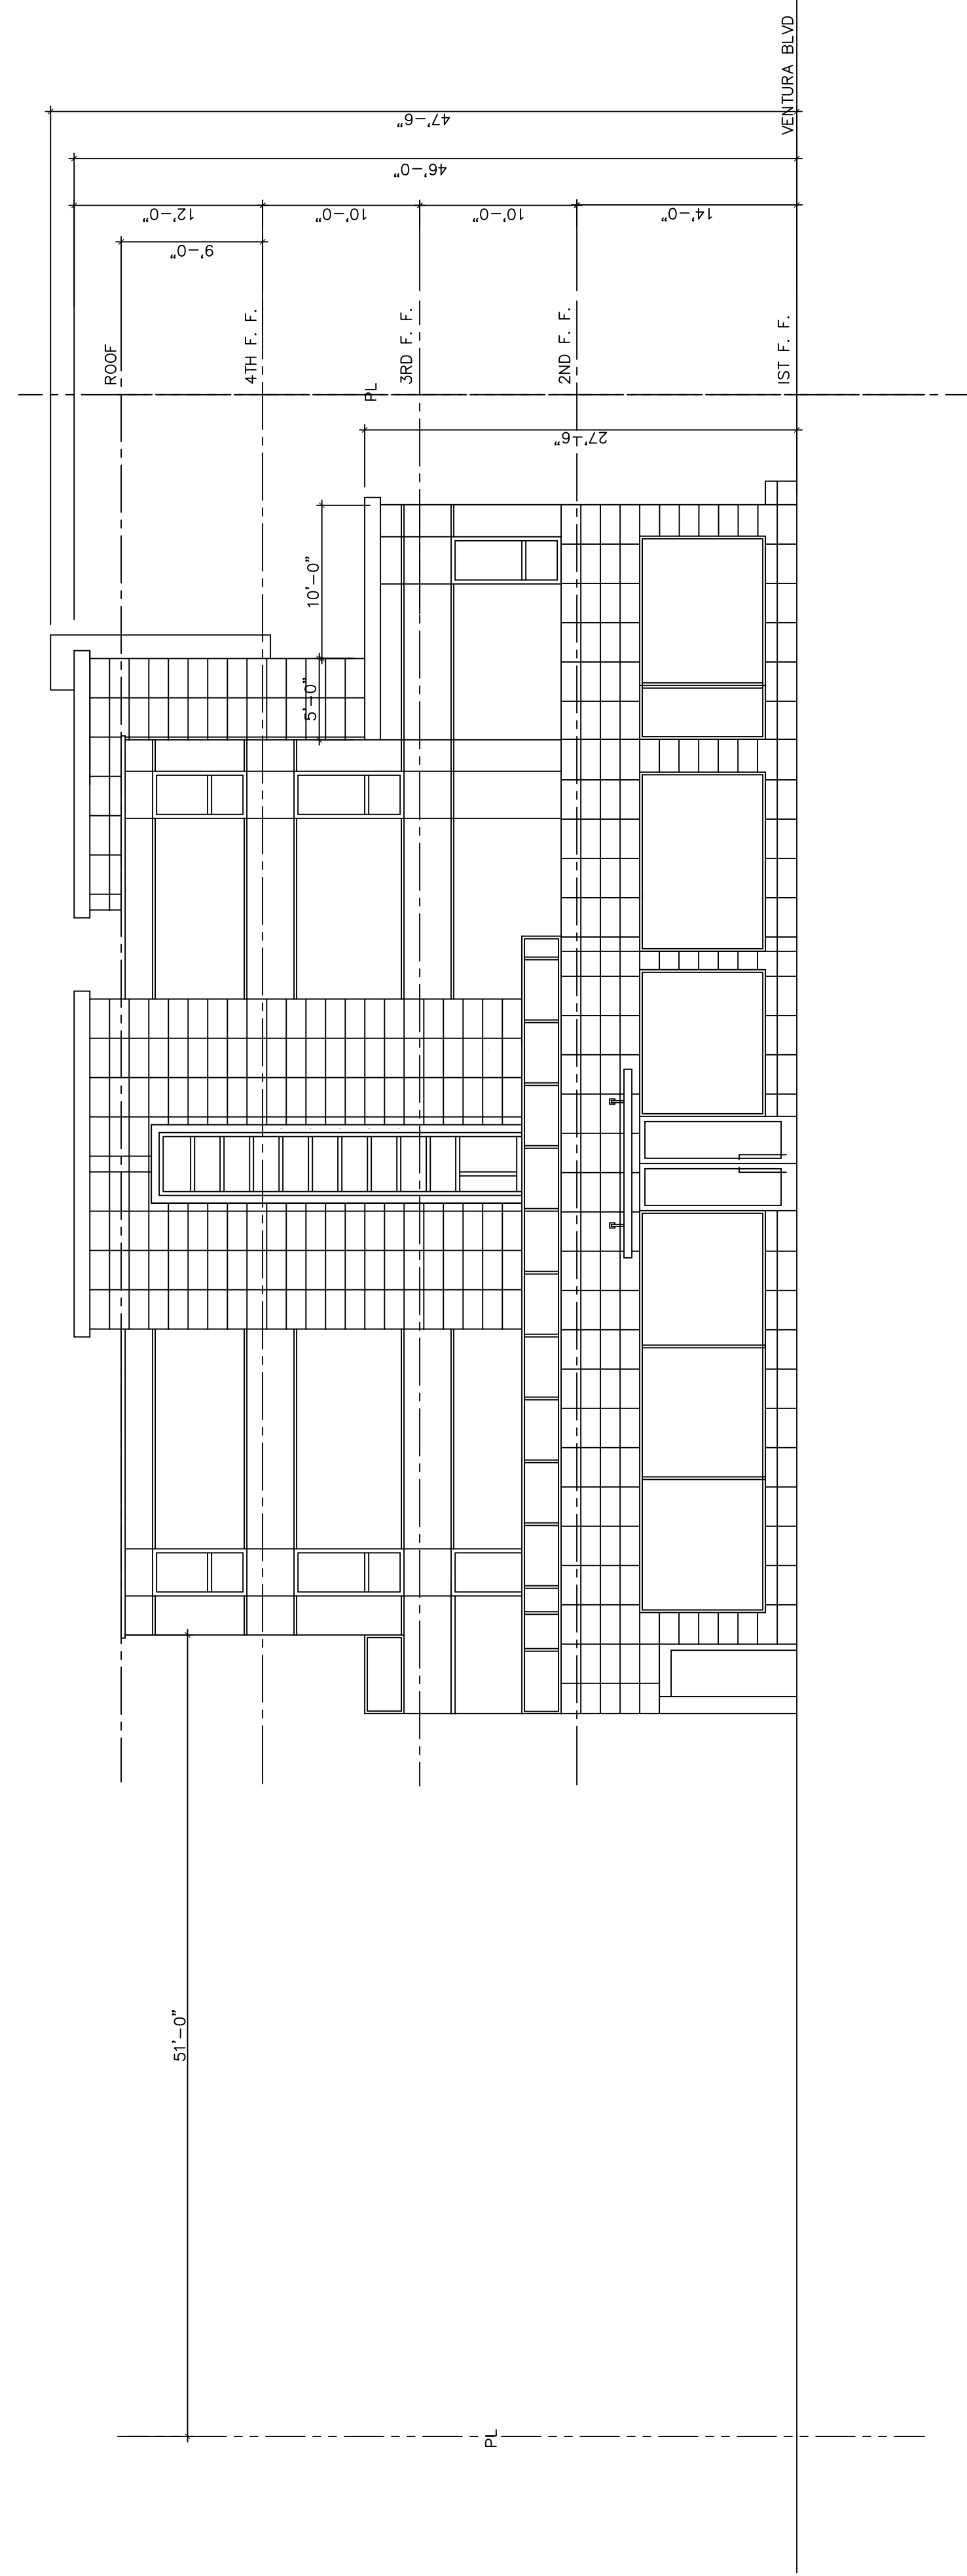 VENTURA BLVD
47'-6"
46'-0"
12'-0"
10'-0"
10'-0"
14'-0"
9'-0"
ROOF
4TH F. F.
3RD F. F.
2ND F. F.
IST F. F.
PL
27'-6"
10'-0"
5'-0"
51'-0"
PL